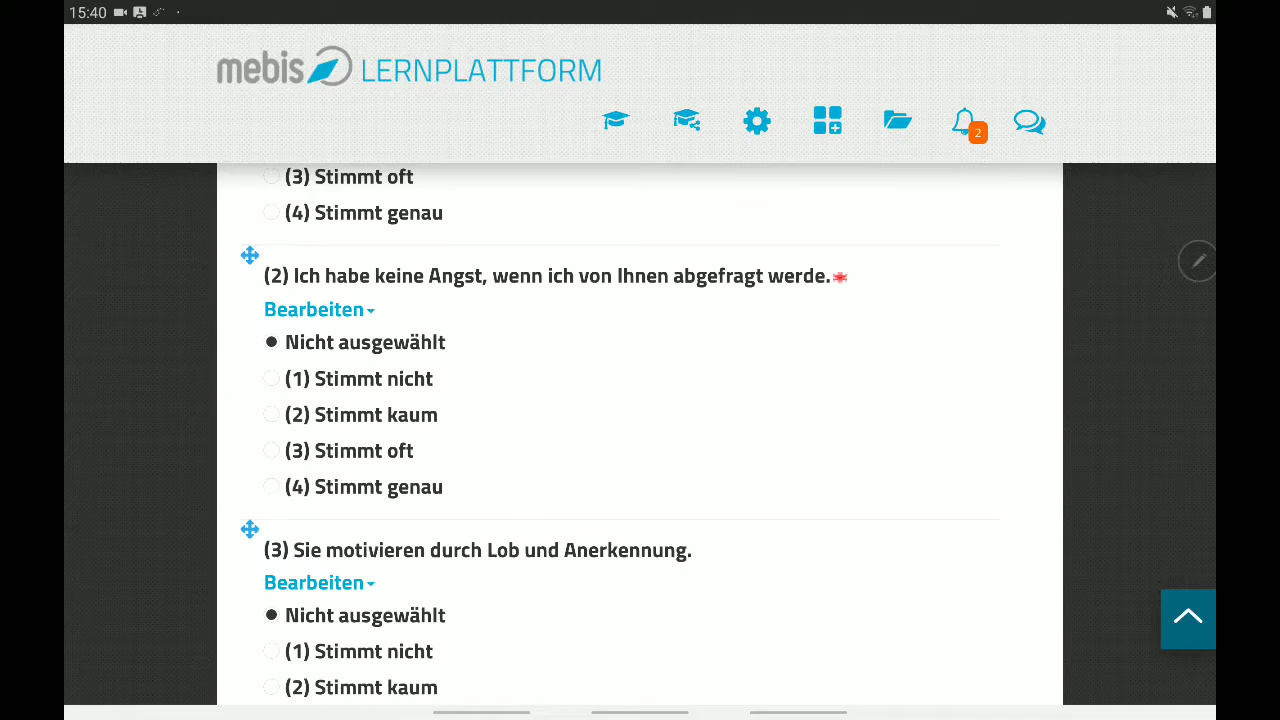 15:40
mebis LERNPLATTFORM
2
(3) Stimmt oft
(4) Stimmt genau
(2) Ich habe keine Angst, wenn ich von Ihnen abgefragt werde.
Bearbeiten
Nicht ausgewählt
(1) Stimmt nicht
(2) Stimmt kaum
(3) Stimmt oft
(4) Stimmt genau
(3) Sie motivieren durch Lob und Anerkennung.
Bearbeiten
Nicht ausgewählt
(1) Stimmt nicht
(2) Stimmt kaum